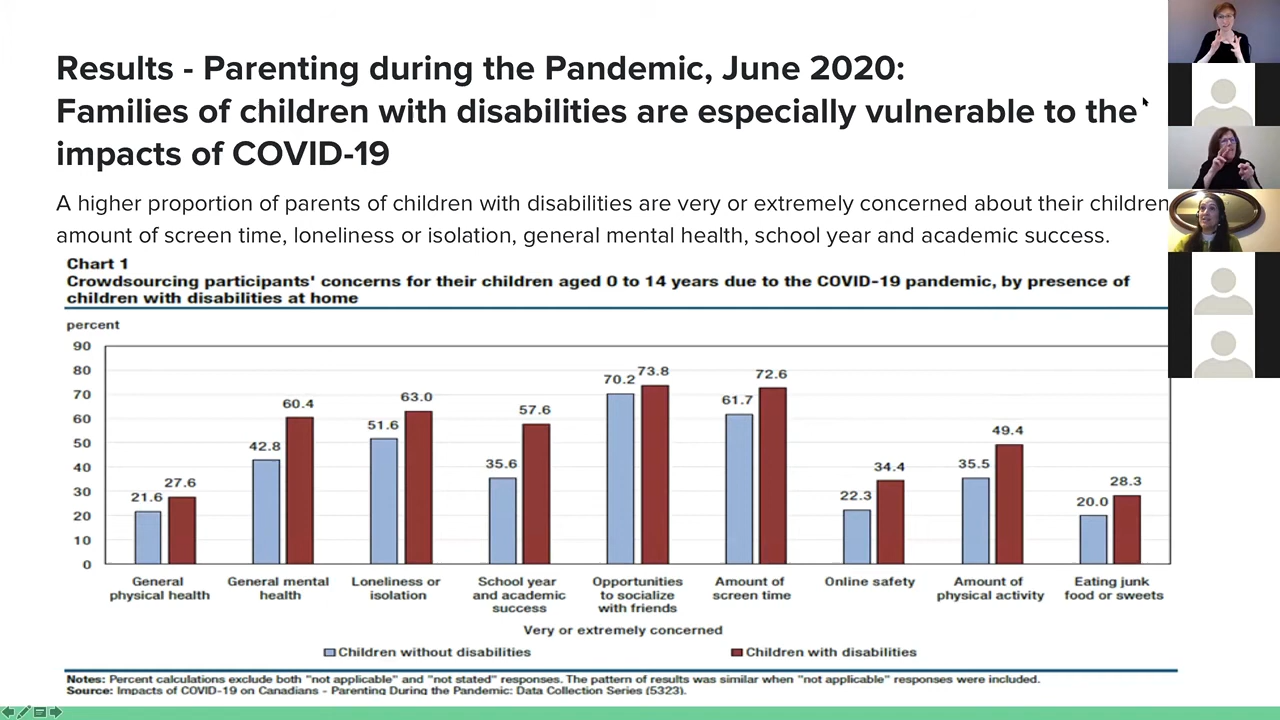 Results - Parenting during the Pandemic, June 2020:
Families of children with disabilities are especially vulnerable to the
impacts of COVID-19
A higher proportion of parents of children with disabilities are very or extremely concerned about their children
amount of screen time, loneliness or isolation, general mental health, school year and academic success.
Chart 1
Crowdsourcing participants' concerns for their children aged 0 to 14 years due to the COVID-19 pandemic, by presence of
children with disabilities at home
percent
90
80
70
60
50
40
30
20
10
0
21.6 27.6
42.8 60.4
51.6 63.0
35.6 57.6
70.2 73.8
61.7 72.6
22.3 34.4
35.5 49.4
20.0 28.3
General
physical health
General mental
health
Loneliness or
isolation
School year
and academic
success
Opportunities
to socialize
with friends
Amount of
screen time
Online safety
Amount of
physical activity
Eating junk
food or sweets
Very or extremely concerned
Children without disabilities
Children with disabilities
Notes: Percent calculations exclude both "not applicable" and "not stated" responses. The pattern of results was similar when "not applicable" responses were included.
Source: Impacts of COVID-19 on Canadians - Parenting During the Pandemic: Data Collection Series (5323).